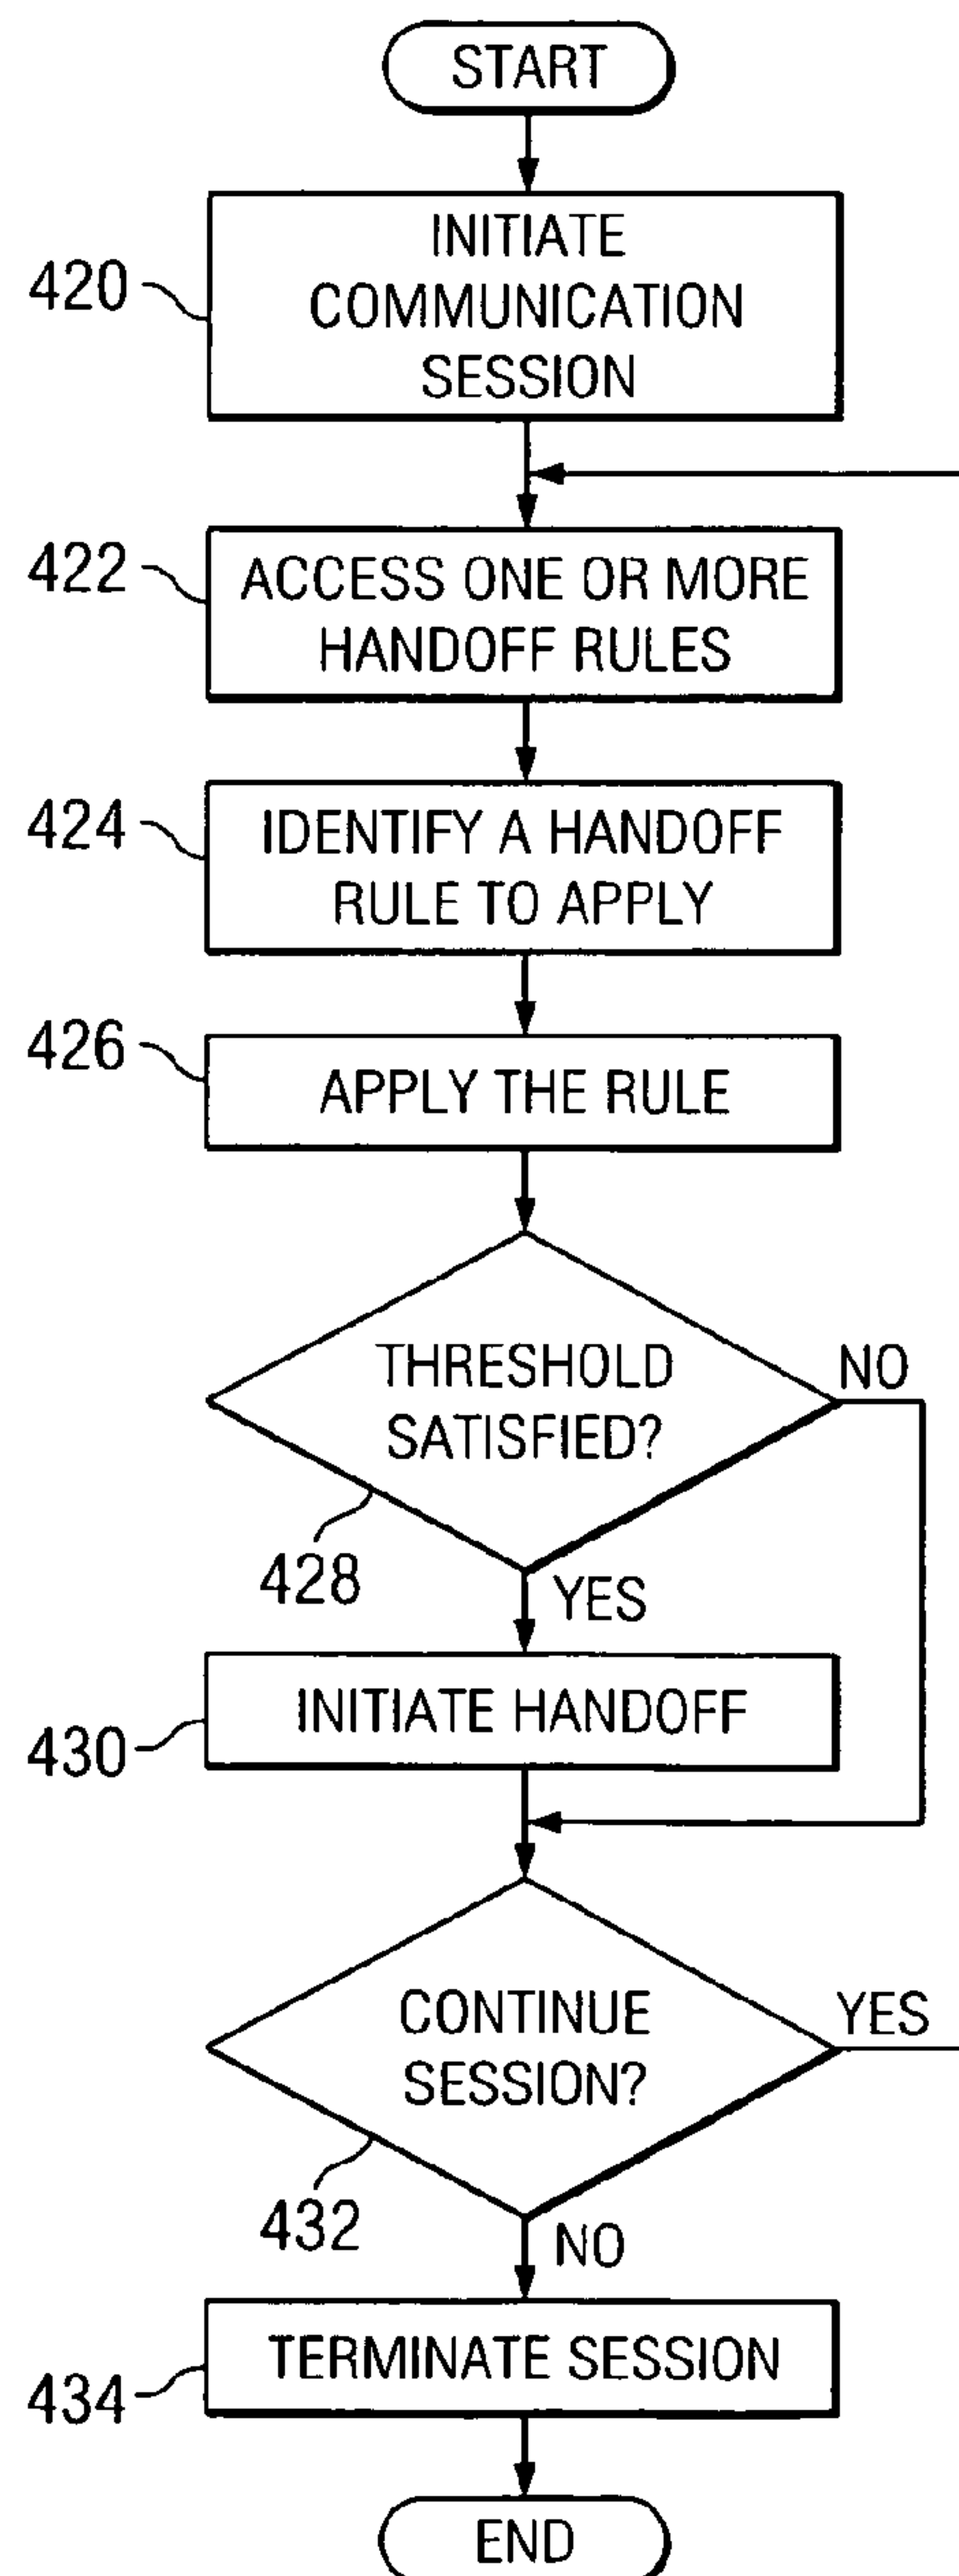 START
420
INITIATE
COMMUNICATION
SESSION
422
ACCESS ONE OR MORE
HANDOFF RULES
424
IDENTIFY A HANDOFF
RULE TO APPLY
426
APPLY THE RULE
THRESHOLD
SATISFIED?
NO
428
YES
INITIATE HANDOFF
430
CONTINUE
SESSION?
YES
432
NO
TERMINATE SESSION
434
END